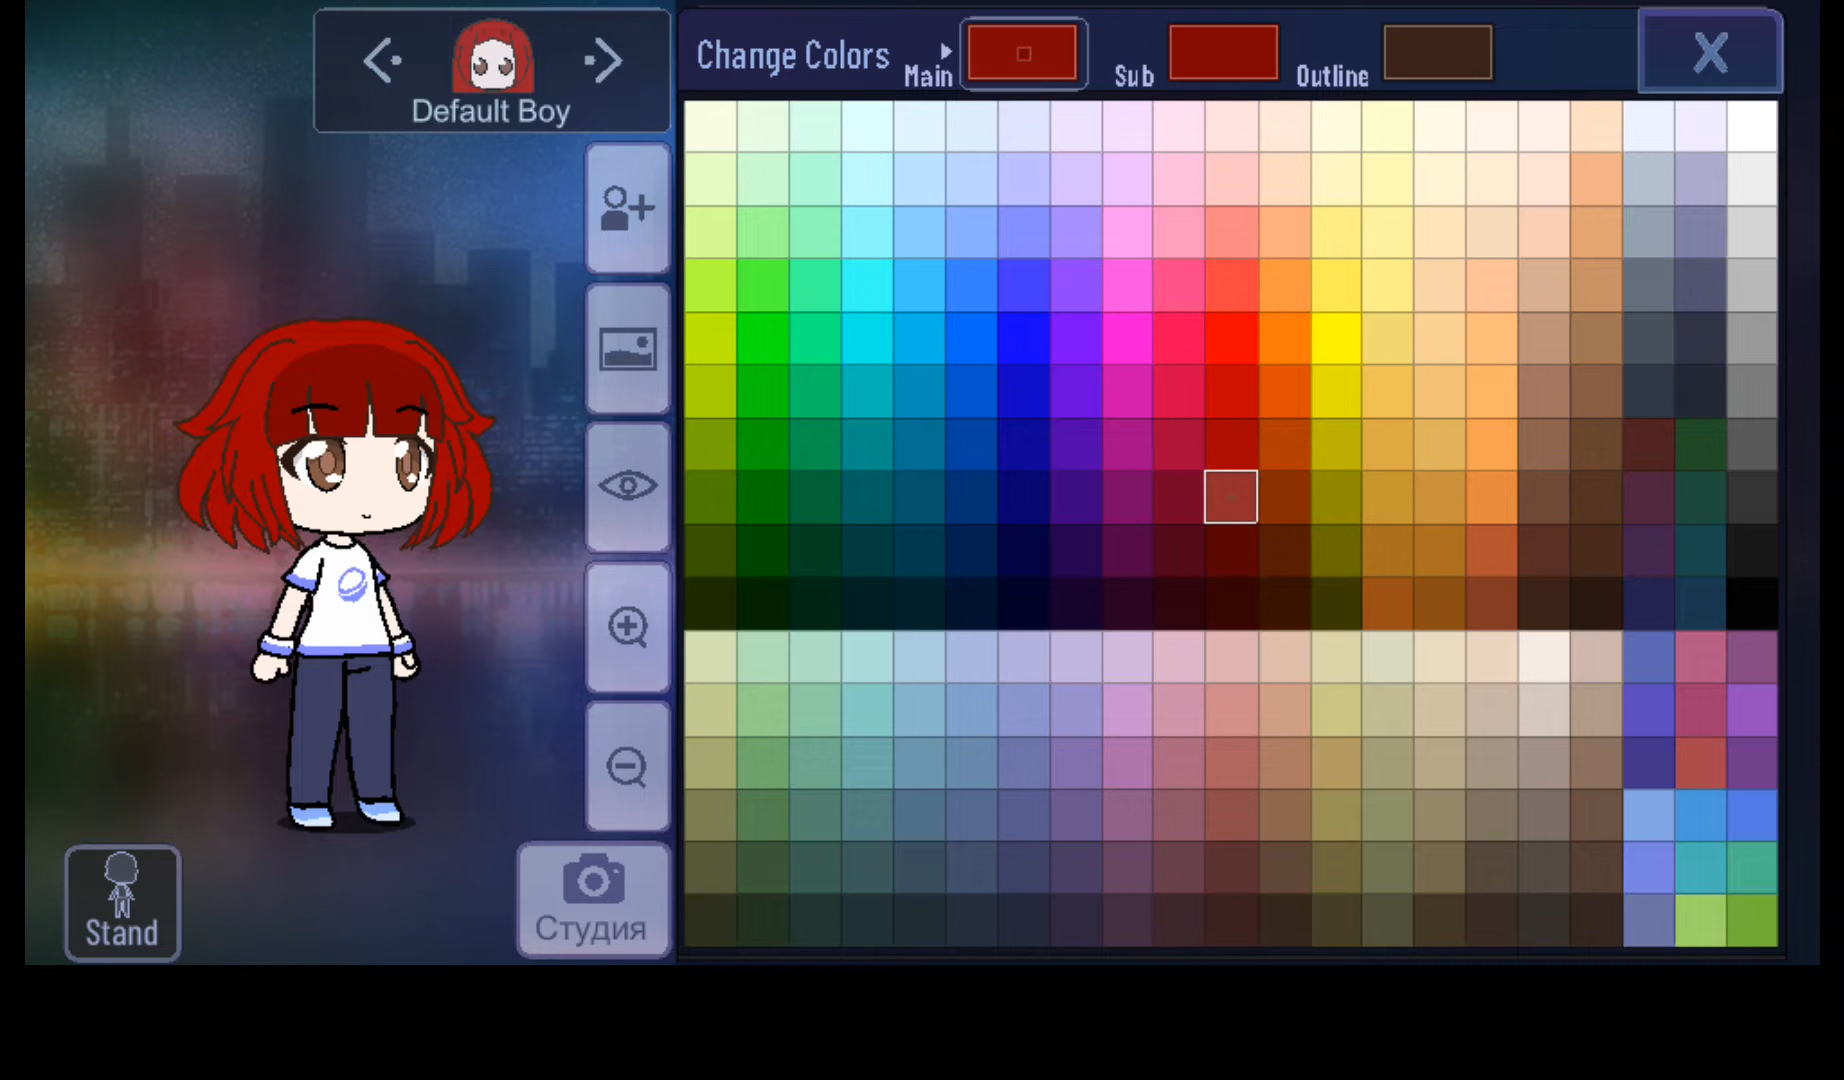 Default Boy
Change Colors
Main
Sub
Outline
X
Stand
Студия